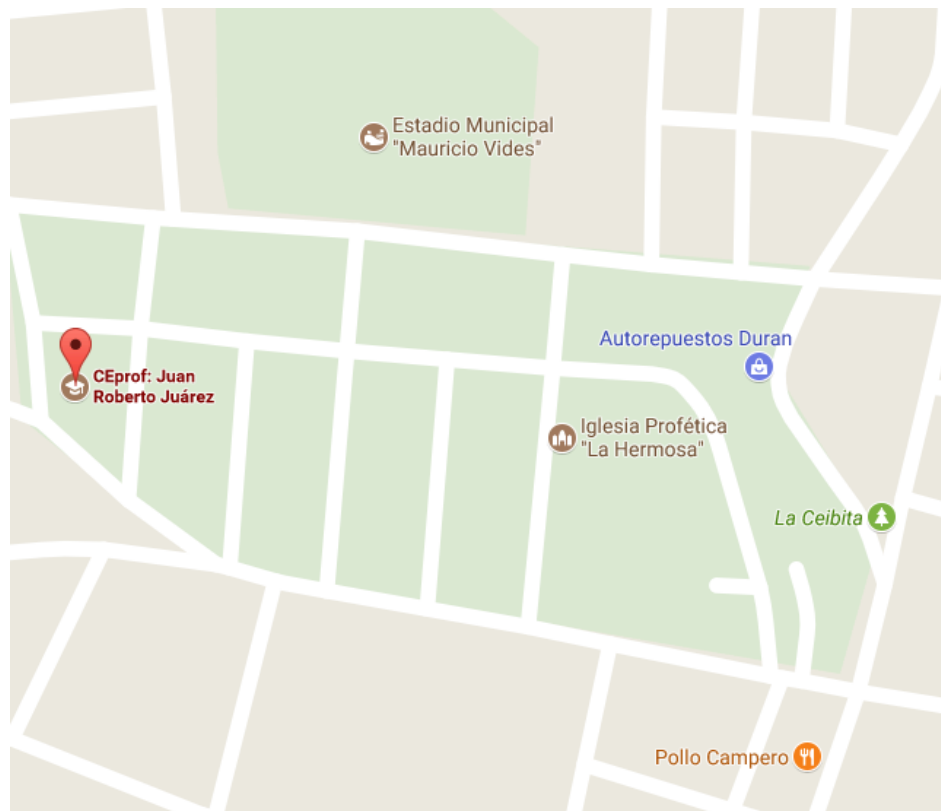 Estadio Municipal
"Mauricio Vides"
Autorepuestos Duran
CEprof: Juan
Roberto Juárez
Iglesia Profética
"La Hermosa"
La Ceibita
Pollo Campero